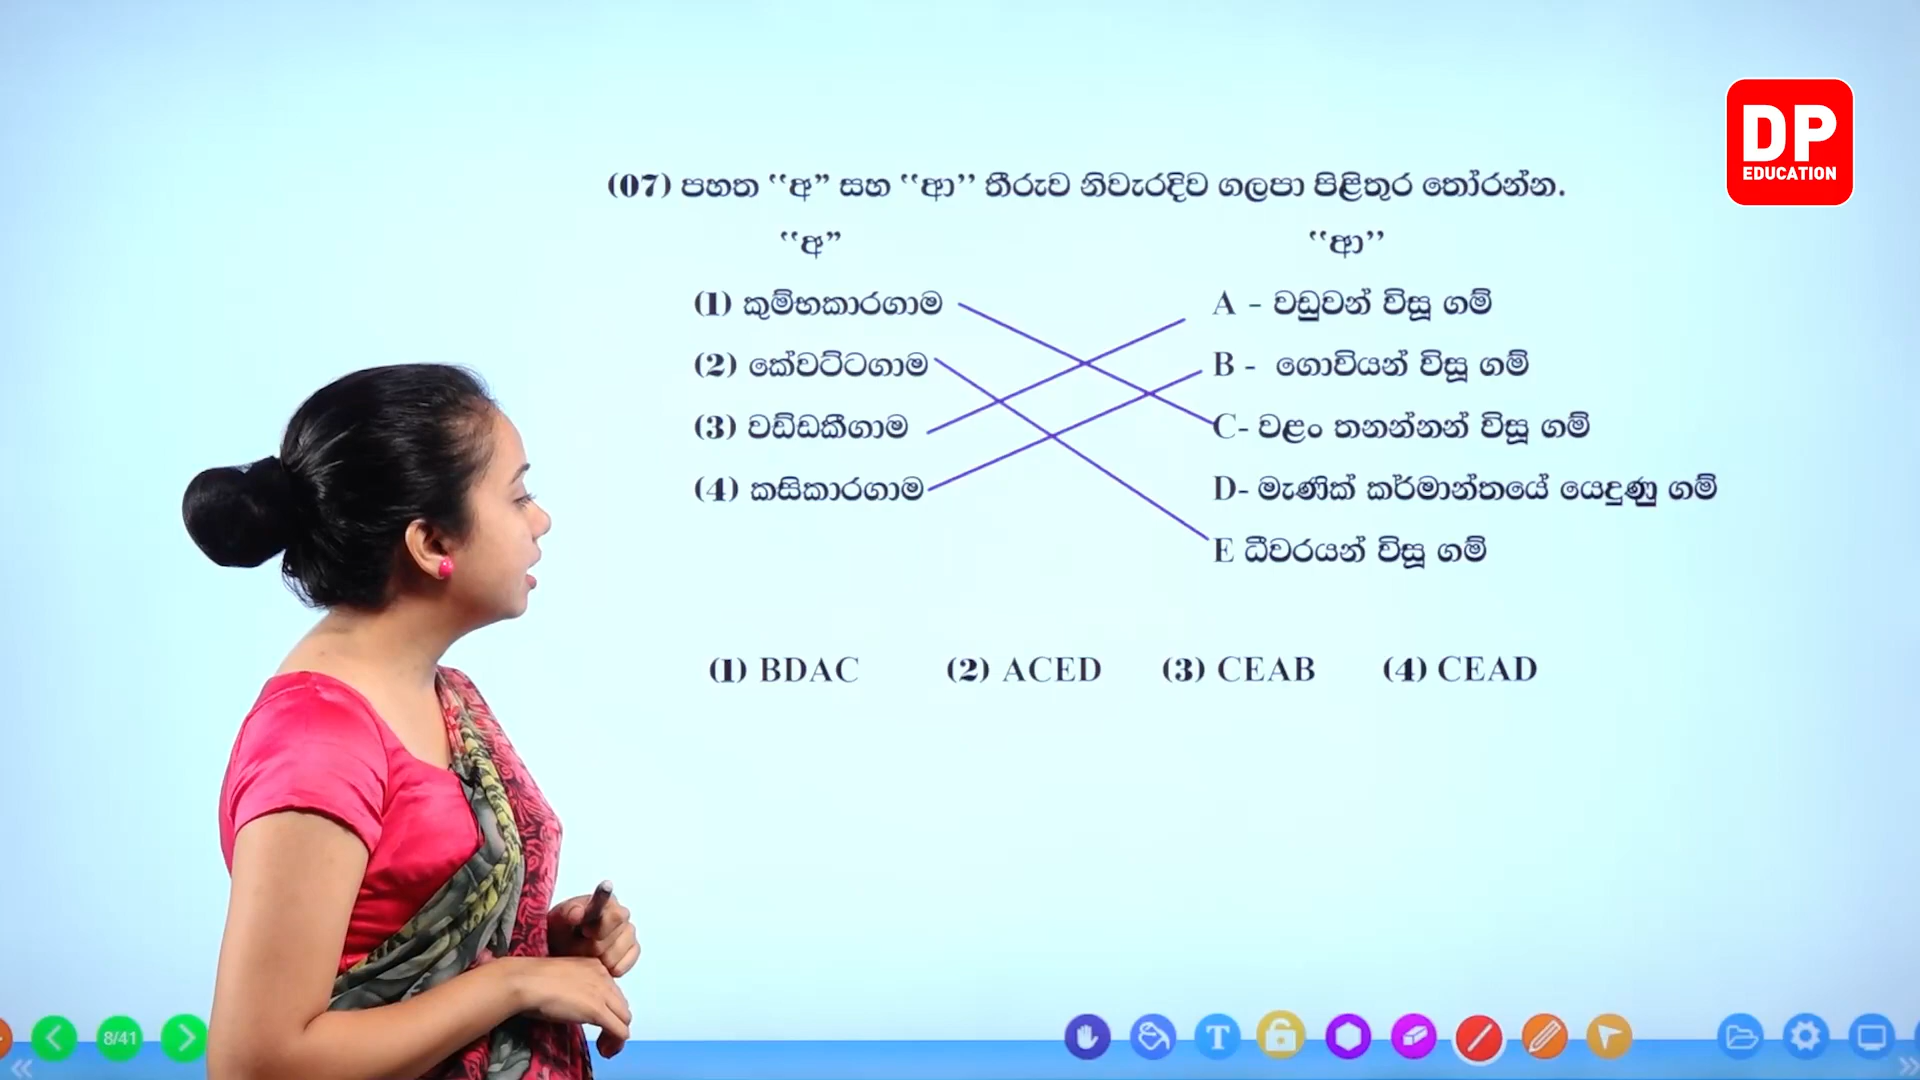 DP
EDUCATION
(07) පහත “අ” සහ “ආ” තීරුව නිවැරදිව ගලපා පිළිතුර තෝරන්න.
“අ” “ආ”
(1) කුම්භකාරගාම A - වඩුවන් විසූ ගම්
(2) කේවට්ටගාම B - ගොවියන් විසූ ගම්
(3) වඩ්ඩකීගාම C- වළං තනන්නන් විසූ ගම්
(4) කසිකාරගාම D- මැණික් කර්මාන්තයේ යෙදුණු ගම්
E ධීවරයන් විසූ ගම්
(1) BDAC (2) ACED (3) CEAB (4) CEAD
8/41
T